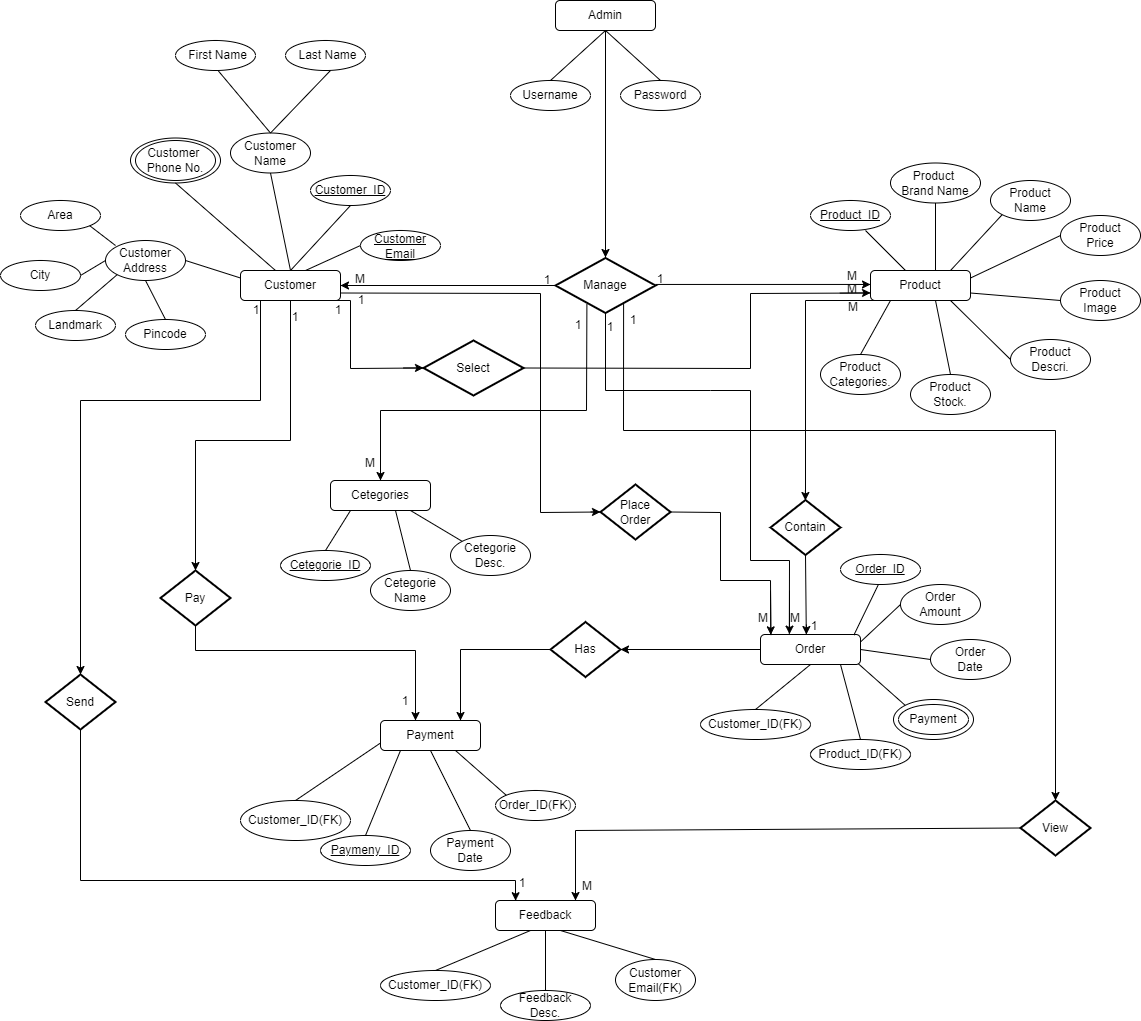 Admin
First Name
Last Name
Username
Password
Customer
Phone No.
Customer
Name
Customer_ID
Product
Brand Name
Product
Name
Product_ID
Area
Customer
Email
Product
Price
City
Customer
Address
Customer
M
1
Manage
1
M
M
M
Product
Product
Image
Landmark
Pincode
1
1
1
1
1
1
1
Select
Product
Categories.
Product
Stock.
Product
Descri.
M
Cetegories
Place
Order
Contain
Cetegorie_ID
Cetegorie
Name
Cetegorie
Desc.
Order_ID
Order
Amount
Pay
M
M
1
Has
Order
Order
Date
Send
1
Payment
Customer_ID(FK)
Product_ID(FK)
Payment
Customer_ID(FK)
Paymeny_ID
Payment
Date
Order_ID(FK)
View
1
M
Feedback
Customer_ID(FK)
Feedback
Desc.
Customer
Email(FK)